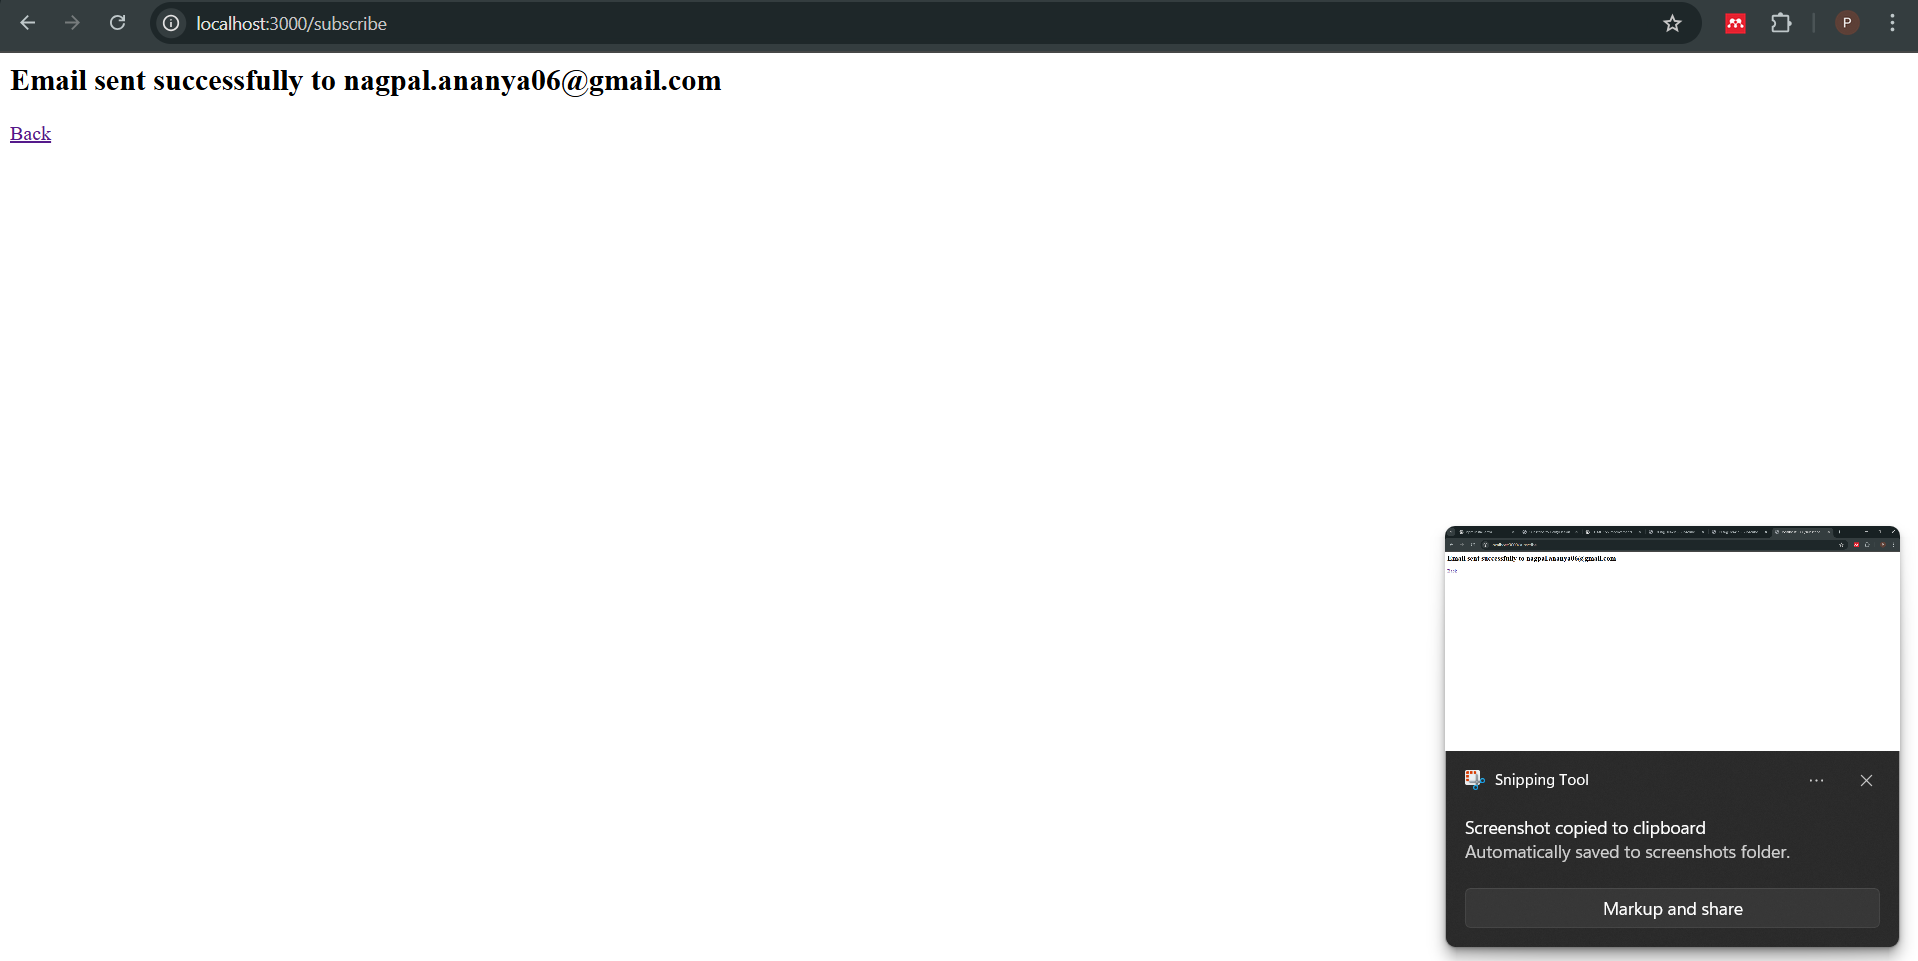 localhost:3000/subscribe
P
Email sent successfully to nagpal.ananya06@gmail.com
Back
Email sent successfully to nagpal.ananya06@gmail.com
Back
Snipping Tool
Screenshot copied to clipboard
Automatically saved to screenshots folder.
Markup and share